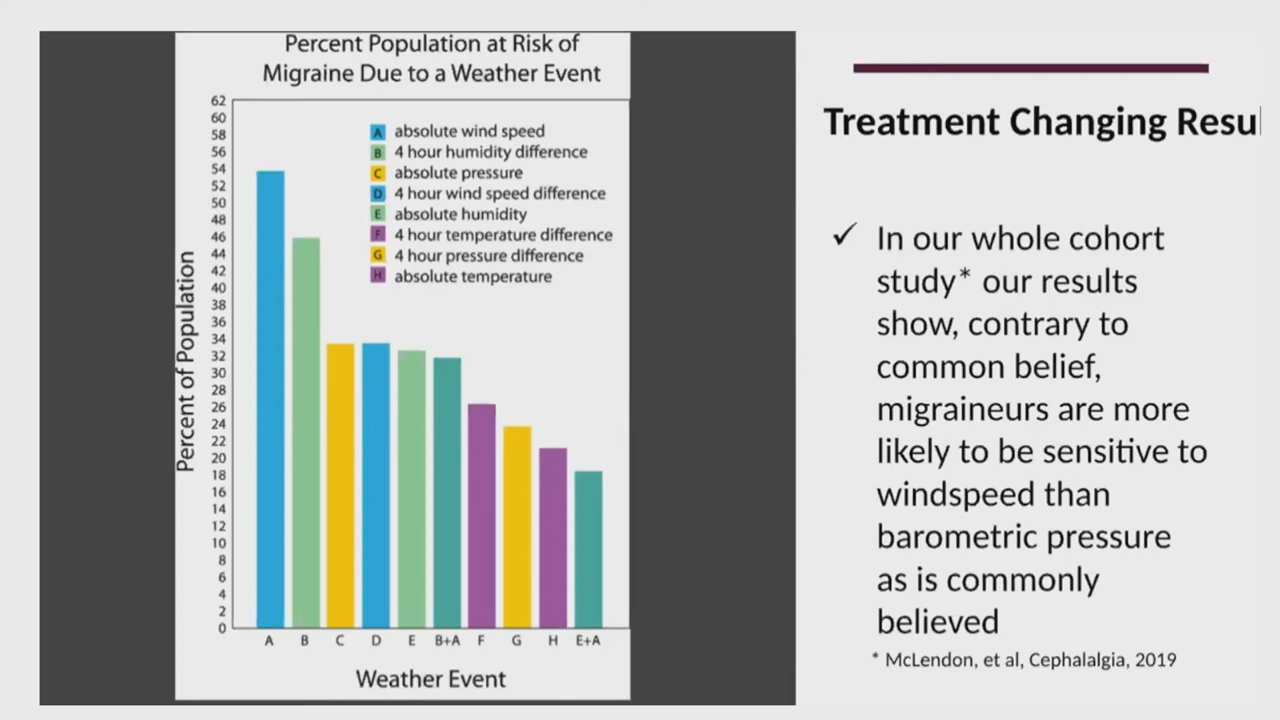 Percent Population at Risk of
Migraine Due to a Weather Event
62
60
58
56
54
52
50
48
46
44
42
40
38
36
34
32
30
28
26
24
22
20
18
16
14
12
10
8
6
4
2
0
Percent of Population
A absolute wind speed
B 4 hour humidity difference
C absolute pressure
D 4 hour wind speed difference
E absolute humidity
F 4 hour temperature difference
G 4 hour pressure difference
H absolute temperature
A B C D E B+A F G H E+A
Weather Event
Treatment Changing Resu
✓ In our whole cohort
study* our results
show, contrary to
common belief,
migraineurs are more
likely to be sensitive to
windspeed than
barometric pressure
as is commonly
believed
* McLendon, et al, Cephalalgia, 2019